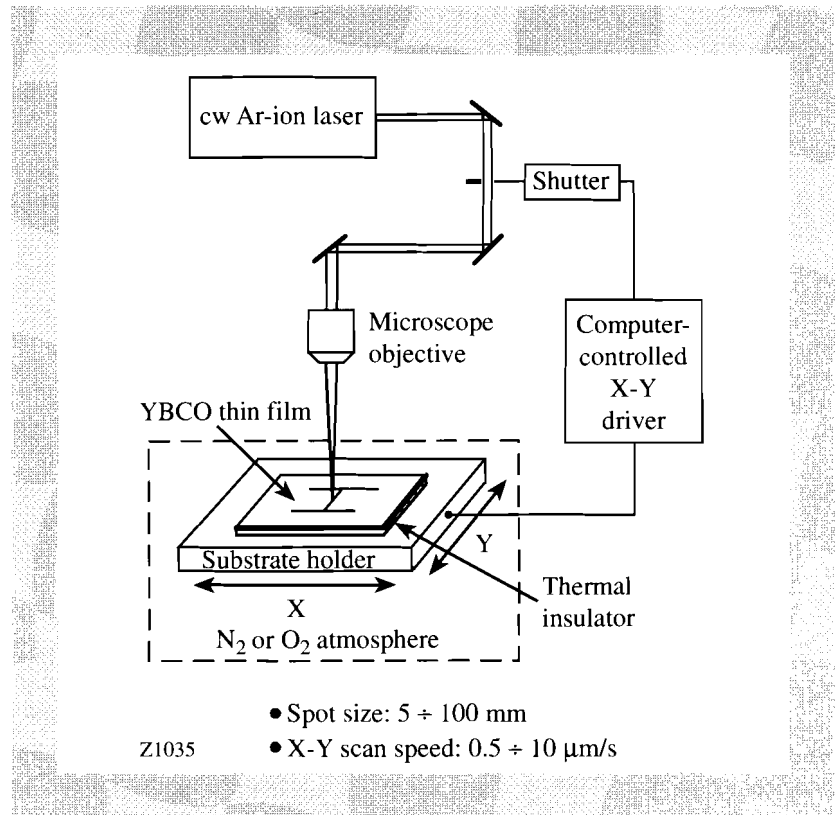 cw Ar-ion laser
Shutter
Microscope
objective
Computer-
controlled
X-Y
driver
YBCO thin film
Y
Substrate holder
X
Thermal
insulator
N₂ or O₂ atmosphere
• Spot size: 5 ÷ 100 mm
Z1035
• X-Y scan speed: 0.5 ÷ 10 μm/s